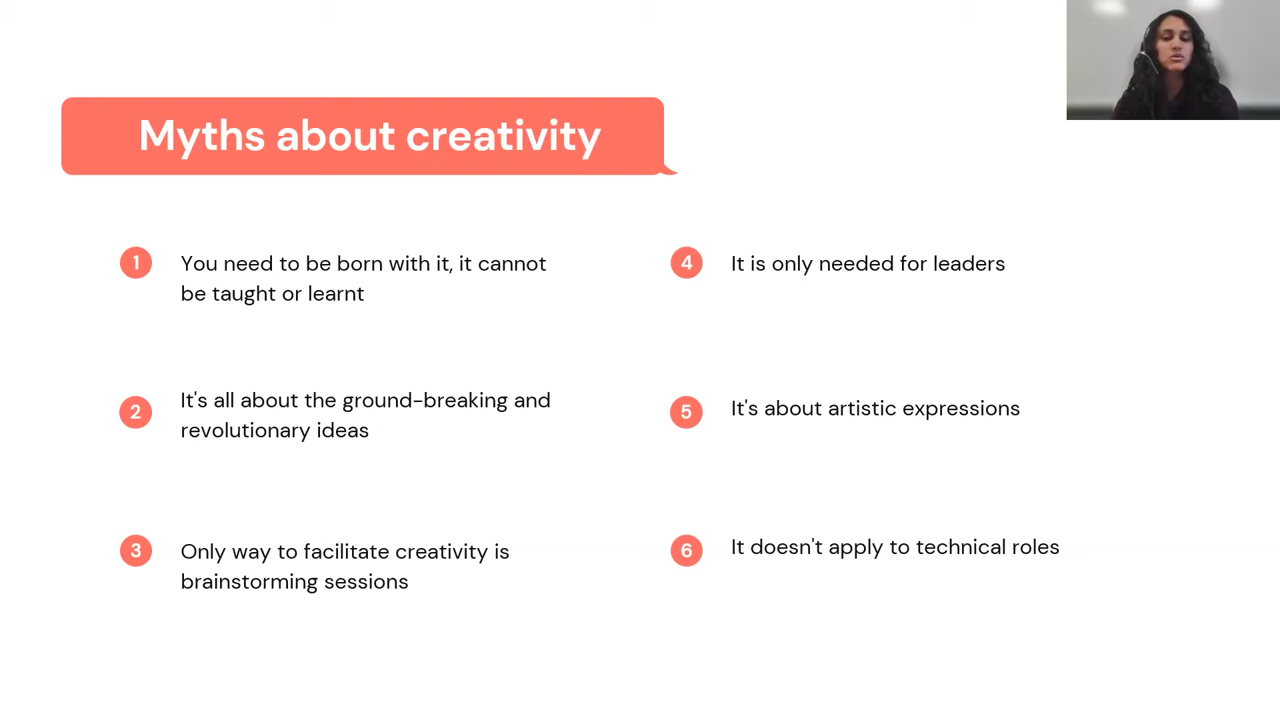 Myths about creativity
1
You need to be born with it, it cannot
be taught or learnt
2
It's all about the ground-breaking and
revolutionary ideas
3
Only way to facilitate creativity is
brainstorming sessions
4
It is only needed for leaders
5
It's about artistic expressions
6
It doesn't apply to technical roles